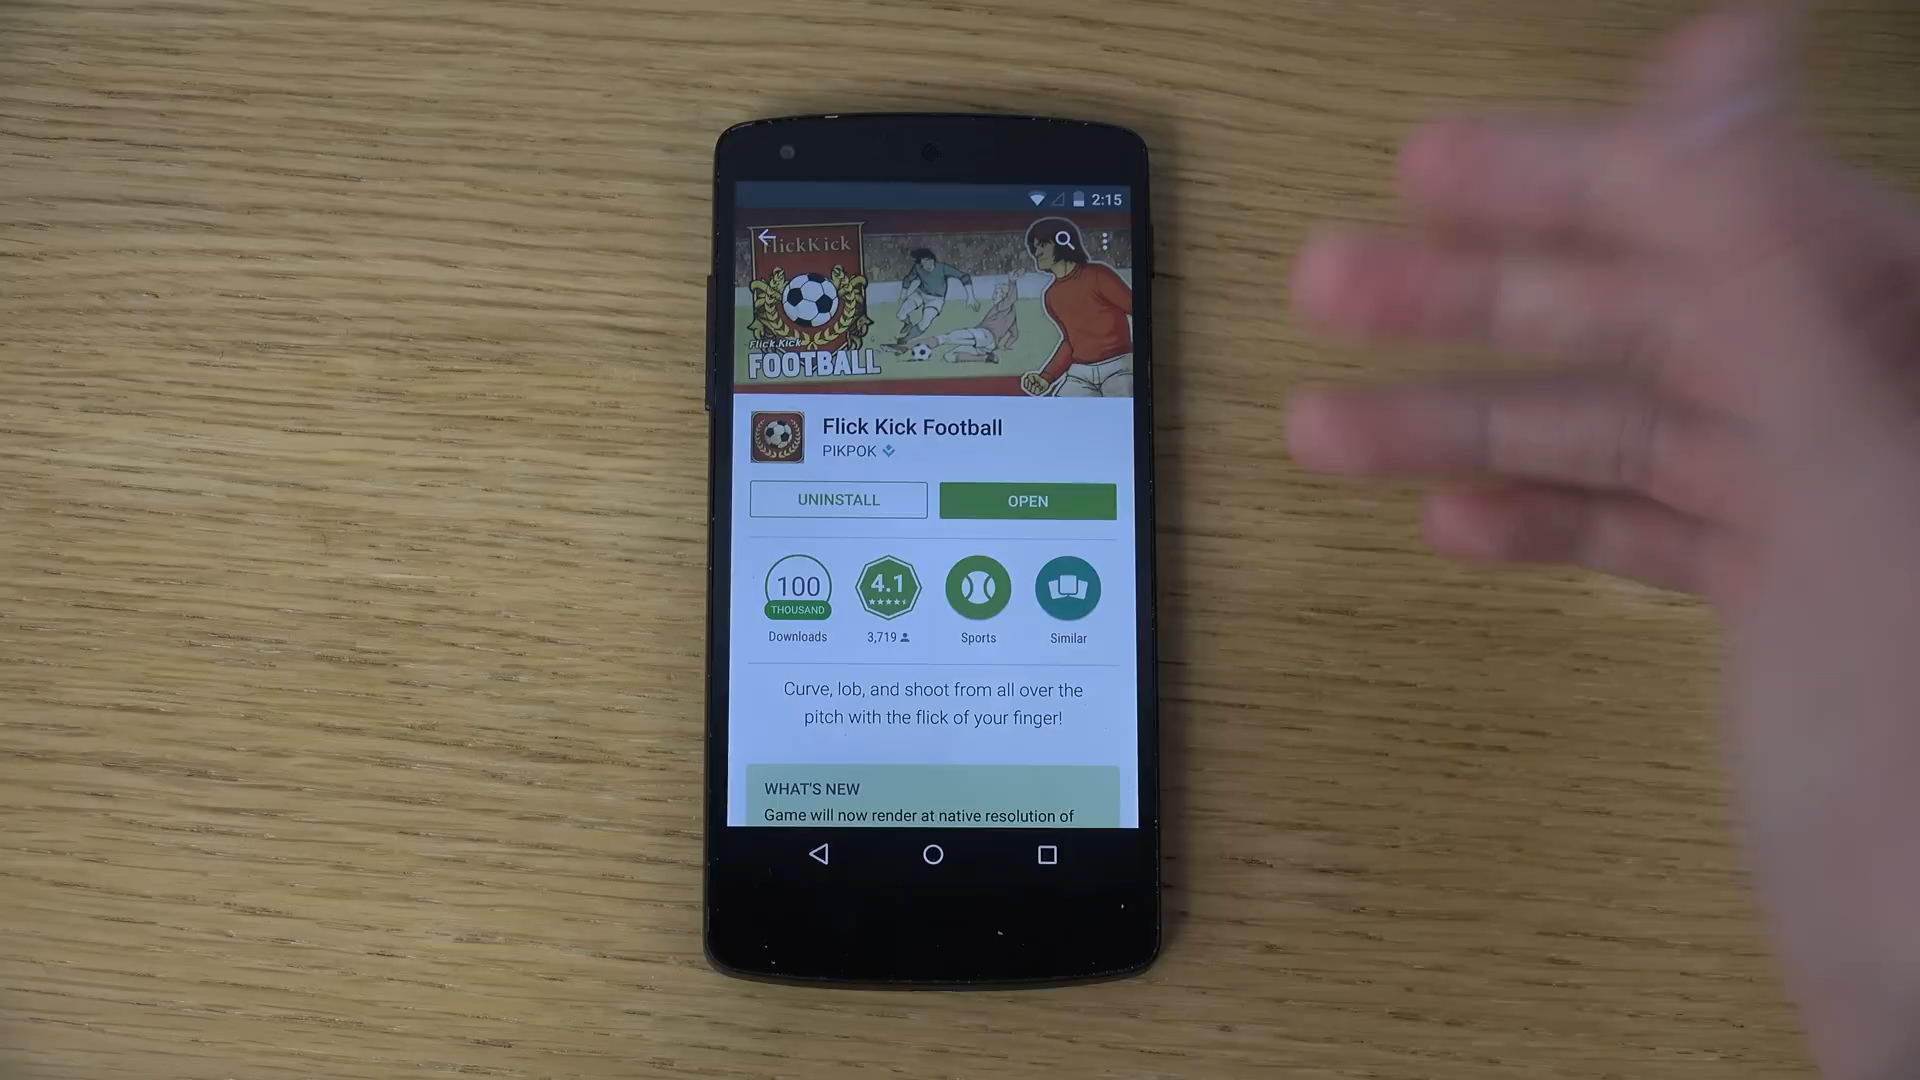 2:15
FlickKick
Flick Kick
FOOTBALL
Flick Kick Football
PIKPOK
UNINSTALL
OPEN
100
THOUSAND
Downloads
4.1
3,719
Sports
Similar
Curve, lob, and shoot from all over the
pitch with the flick of your finger!
WHAT'S NEW
Game will now render at native resolution of